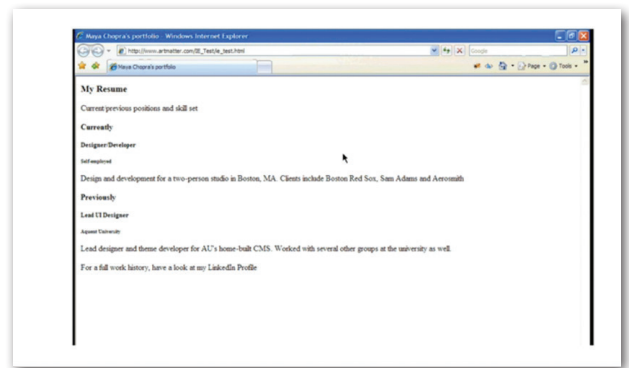 Maya Chopra's portfolio - Windows Internet Explorer
http://www.artmatter.com/IE_Test/ie_test.html
Google
Maya Chopra's portfolio
Page
Tools
My Resume
Current/previous positions and skill set
Currently
Designer/Developer
Self-employed
Design and development for a two-person studio in Boston, MA. Clients include Boston Red Sox, Sam Adams and Aerosmith
Previously
Lead UI Designer
University
Lead designer and theme developer for AU's home-built CMS. Worked with several other groups at the university as well.
For a full work history, have a look at my LinkedIn Profile